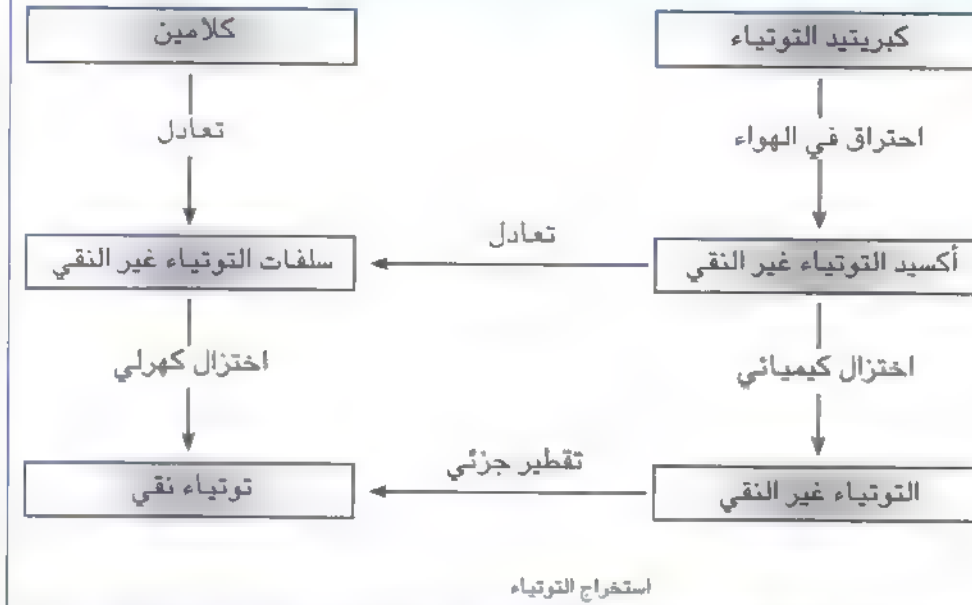 كبريتيد التوتياء
كلامين
احتراق في الهواء
تعادل
أكسيد التوتياء غير النقي
تعادل
سلفات التوتياء غير النقي
اختزال كيميائي
اختزال كهرلي
التوتياء غير النقي
تقطير جزئي
توتياء نقي
استخراج التوتياء